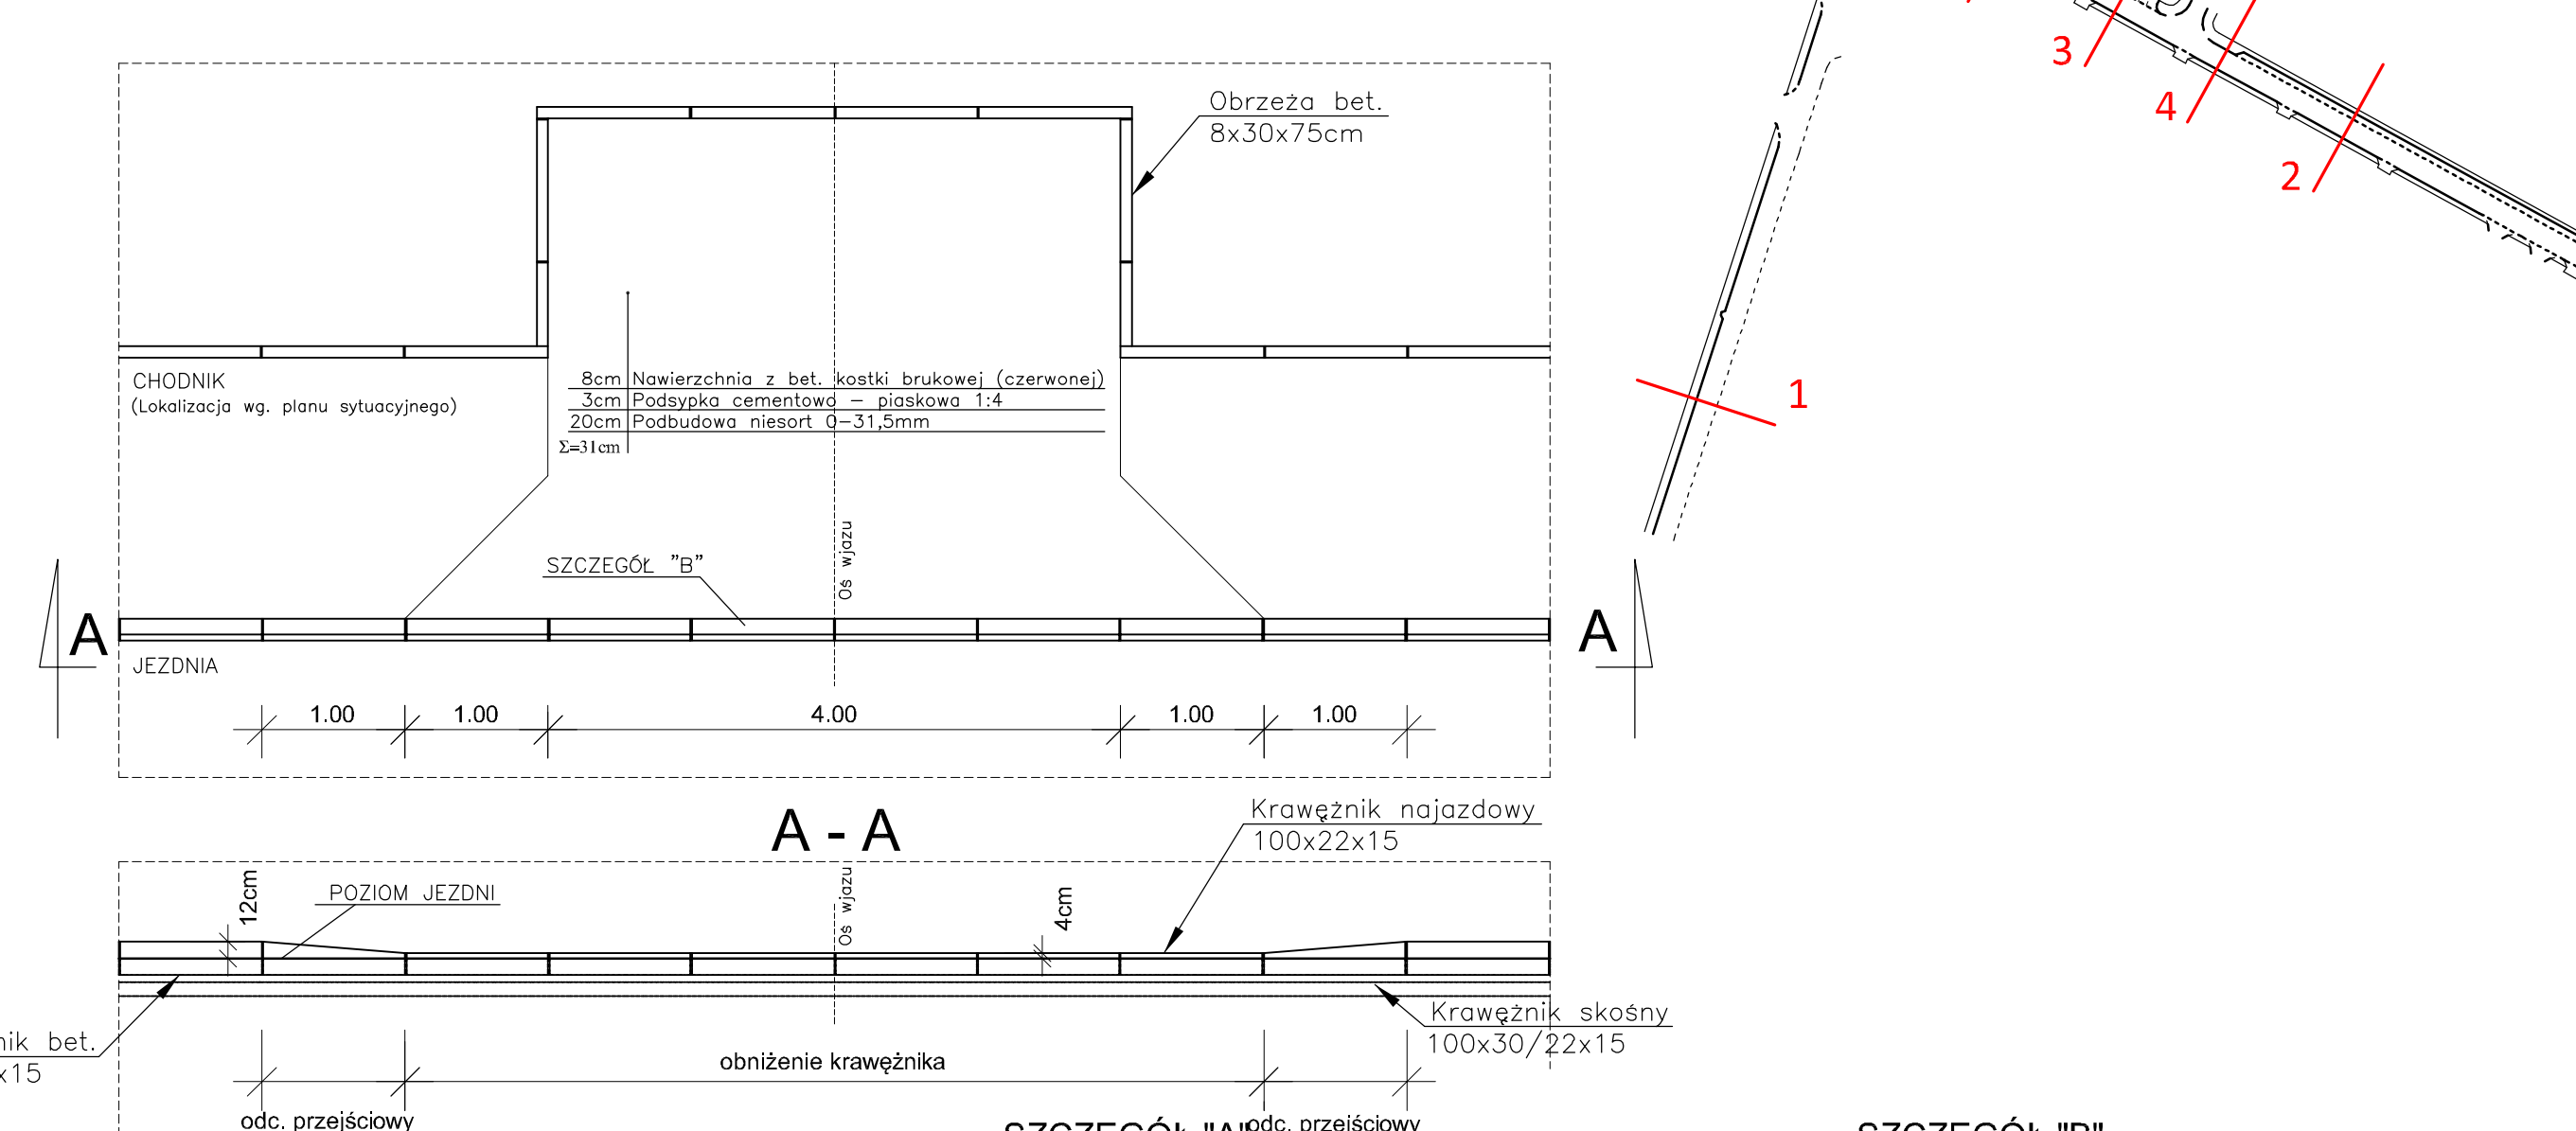 3
4
2
1
Obrzeża bet.
8x30x75cm
CHODNIK
(Lokalizacja wg. planu sytuacyjnego)
8cm Nawierzchnia z bet. kostki brukowej (czerwonej)
3cm Podsypka cementowo – piaskowa 1:4
20cm Podbudowa niesort 0–31,5mm
Σ=31cm
Oś wjazu
SZCZEGÓŁ "B"
A
A
JEZDNIA
1.00 1.00 4.00 1.00 1.00
A - A
Krawężnik najazdowy
100x22x15
12cm
POZIOM JEZDNI
Oś wjazu
4cm
Krawężnik skośny
100x30/22x15
nik bet.
x15
obniżenie krawężnika
odc. przejściowy
odc. przejściowy
SZCZEGÓŁ "A"
SZCZEGÓŁ "B"